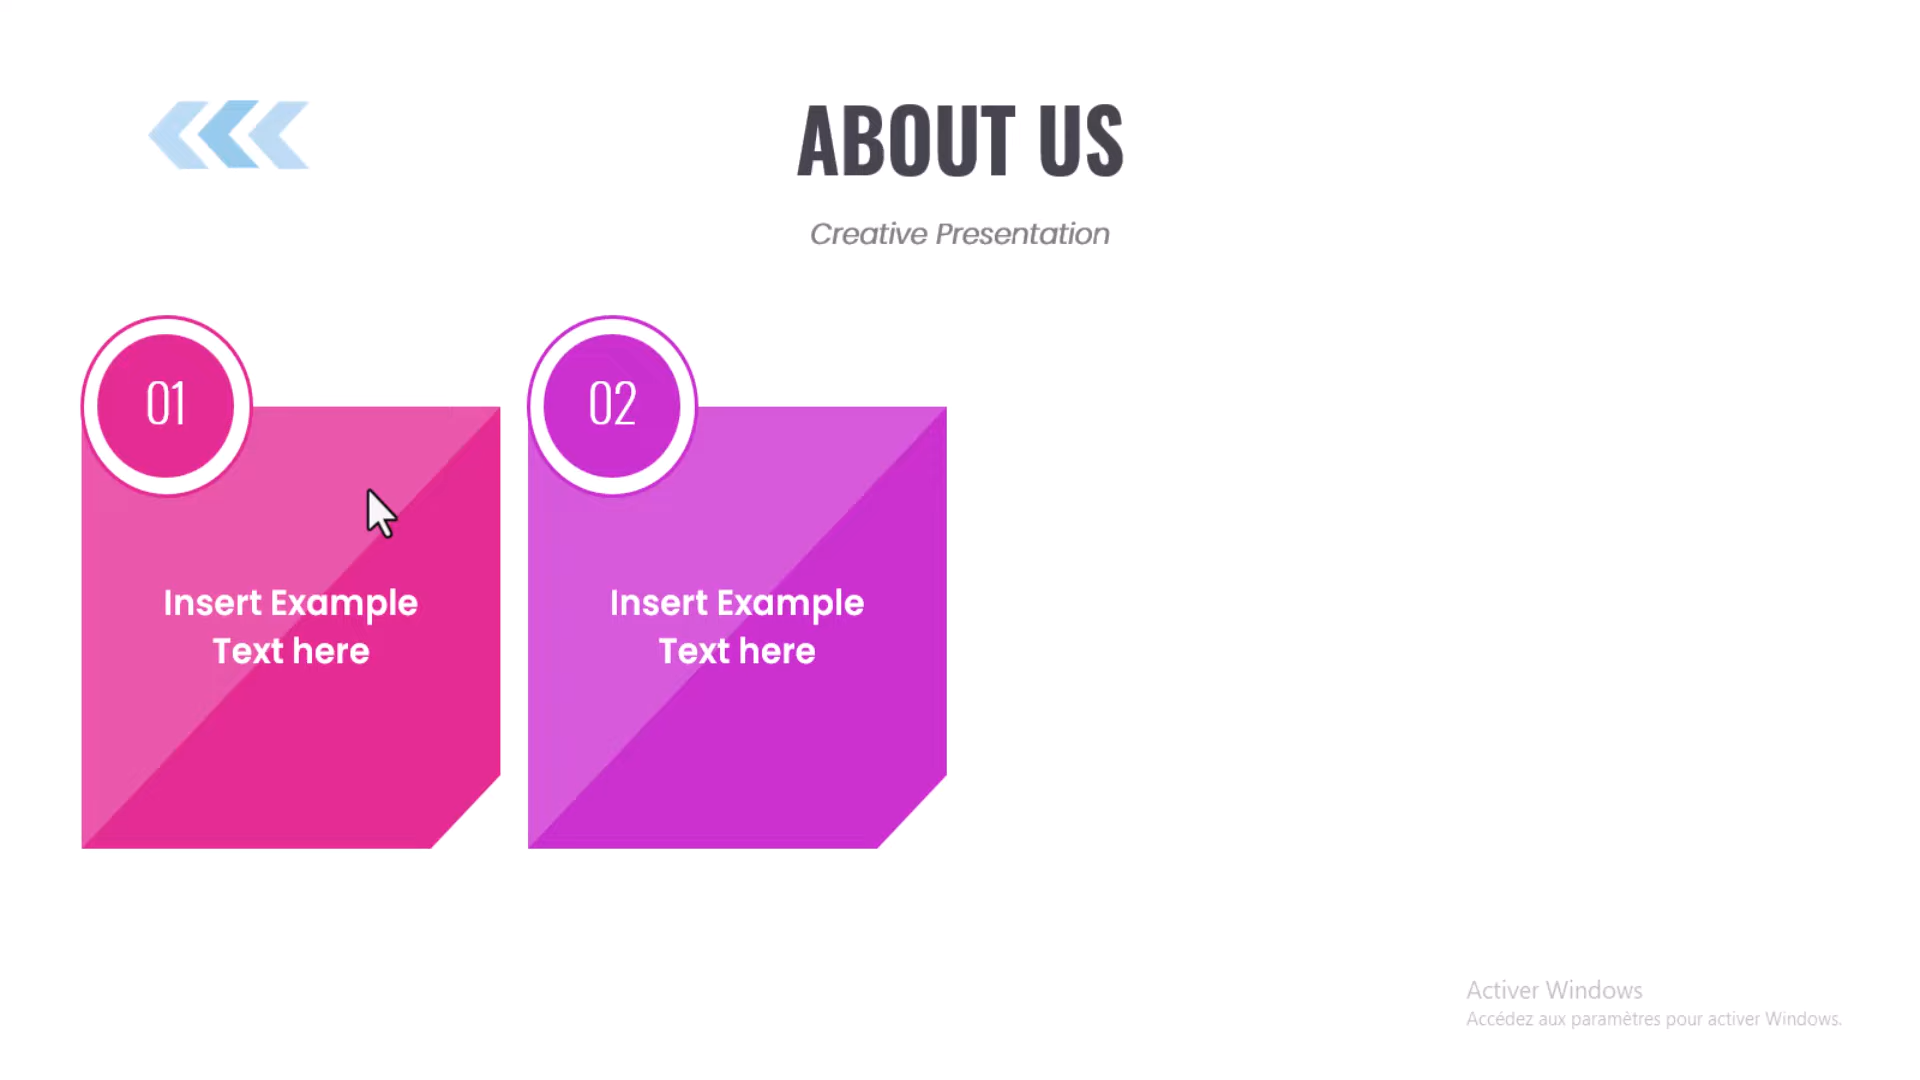 ABOUT US
Creative Presentation
01
02
Insert Example
Text here
Insert Example
Text here
Activer Windows
Accédez aux paramètres pour activer Windows.